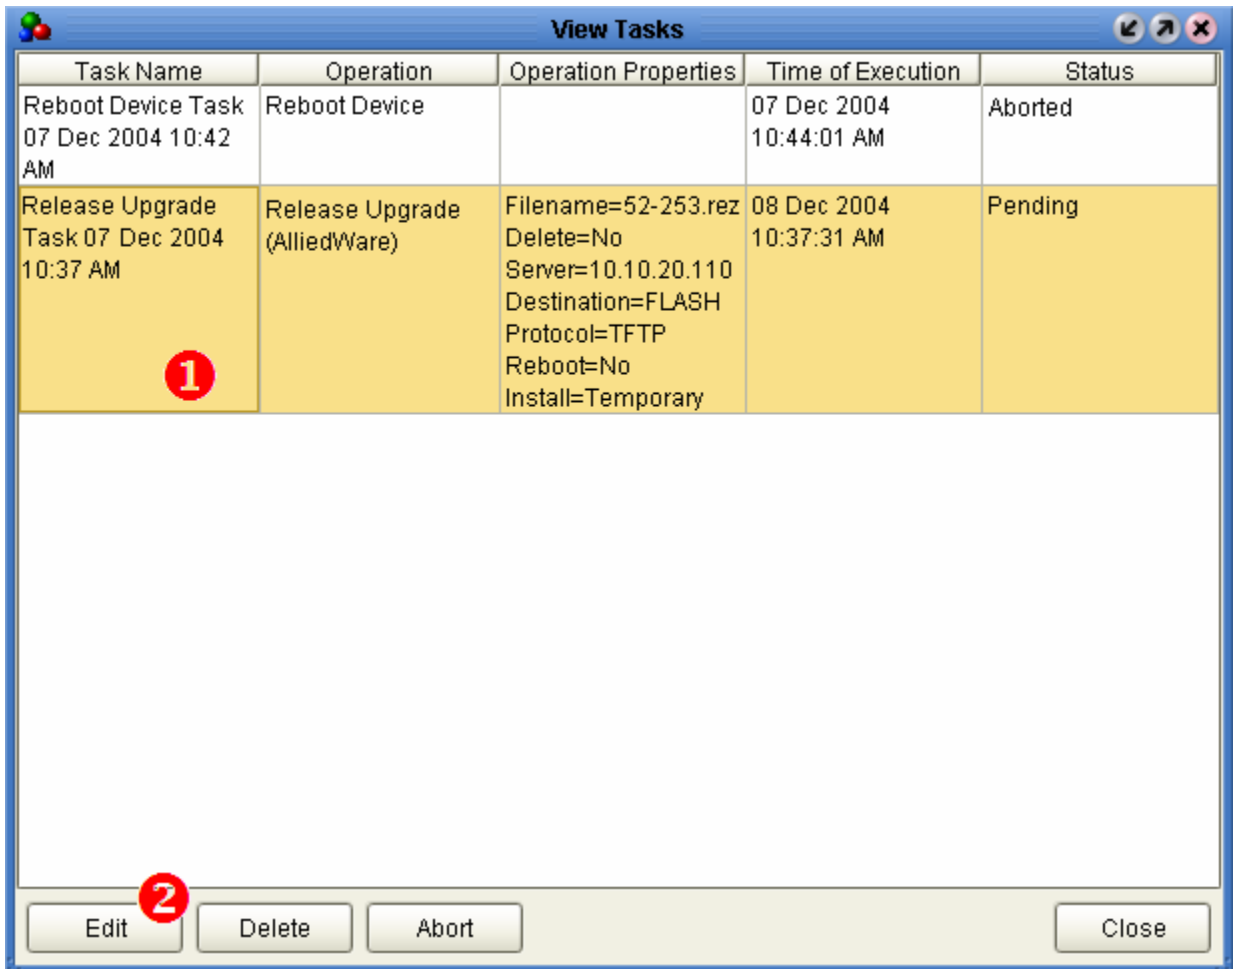 View Tasks
Task Name
Operation
Operation Properties
Time of Execution
Status
Reboot Device Task
07 Dec 2004 10:42
AM
Reboot Device
07 Dec 2004
10:44:01 AM
Aborted
Release Upgrade
Task 07 Dec 2004
10:37 AM
Release Upgrade
(AlliedWare)
Filename=52-253.rez
Delete=No
Server=10.10.20.110
Destination=FLASH
Protocol=TFTP
Reboot=No
Install=Temporary
08 Dec 2004
10:37:31 AM
Pending
1
2
Edit
Delete
Abort
Close